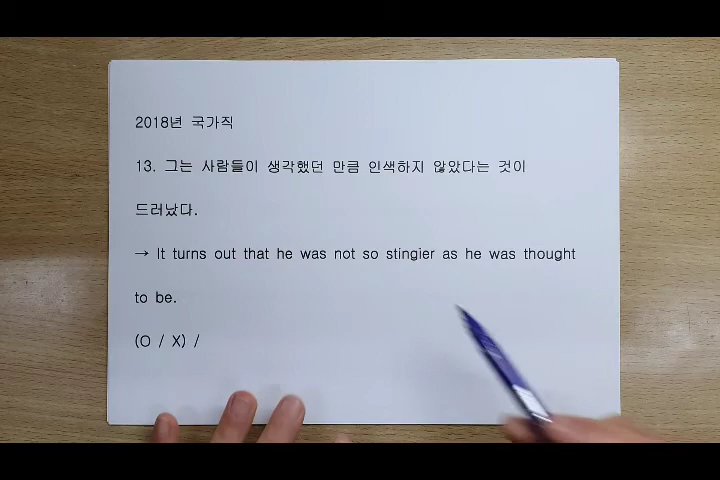 2018년 국가직
13. 그는 사람들이 생각했던 만큼 인색하지 않았다는 것이
드러났다.
→ It turns out that he was not so stingier as he was thought
to be.
(O / X) /